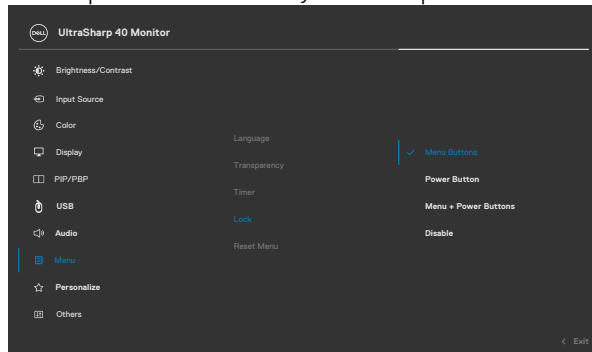 DELL
UltraSharp 40 Monitor
Brightness/Contrast
Input Source
Color
Display
PIP/PBP
USB
Audio
Menu
Personalize
Others
Language
Transparency
Timer
Lock
Reset Menu
Menu Buttons
Power Button
Menu + Power Buttons
Disable
< Exit